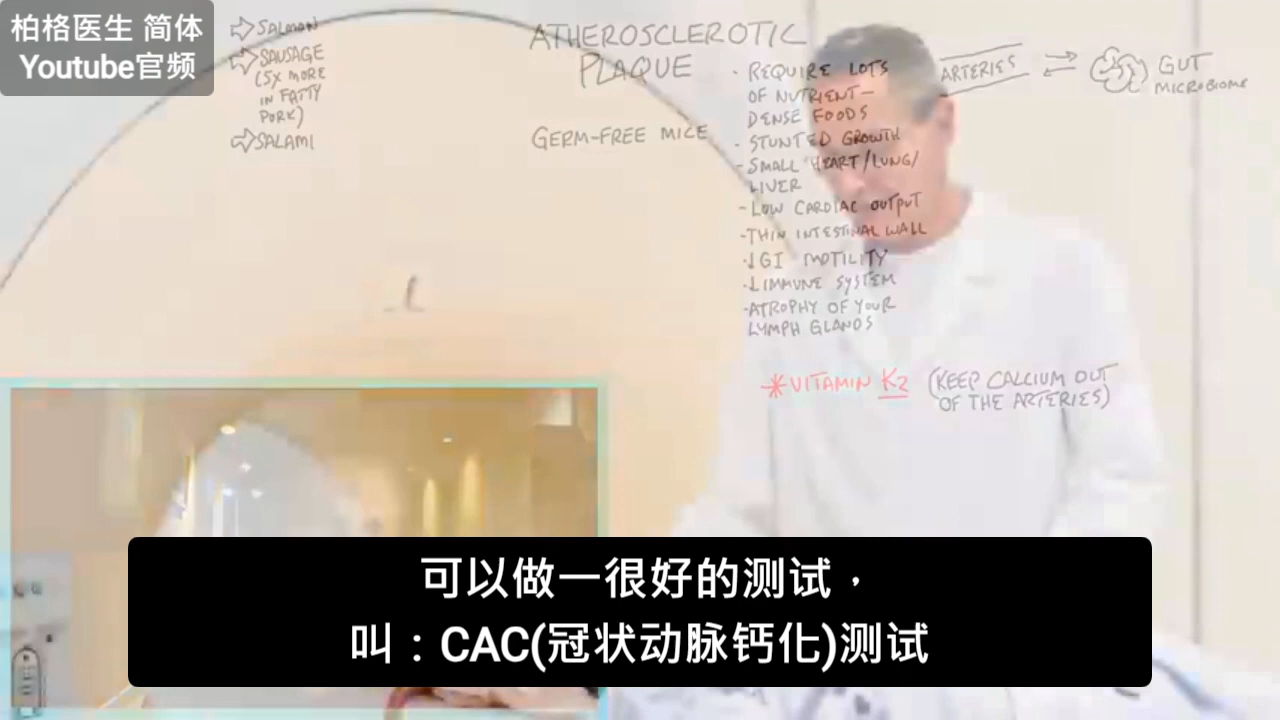 柏格医生 简体
Youtube官频
⇨SALMON
⇨SAUSAGE
(5X MORE
IN FATTY
PORK)
⇨SALAMI
ATHEROSCLEROTIC
PLAQUE
GERM-FREE MICE
· REQUIRE LOTS
OF NUTRIENT-
DENSE FOODS
· STUNTED GROWTH
- SMALL HEART/LUNG/
LIVER
- LOW CARDIAC OUTPUT
- THIN INTESTINAL WALL
· ↓GI MOTILITY
· ↓IMMUNE SYSTEM
· ATROPHY OF YOUR
LYMPH GLANDS
ARTERIES ⇄ GUT
MICROBIOME
* VITAMIN K2 (KEEP CALCIUM OUT
OF THE ARTERIES)
可以做一很好的测试，
叫：CAC(冠状动脉钙化)测试